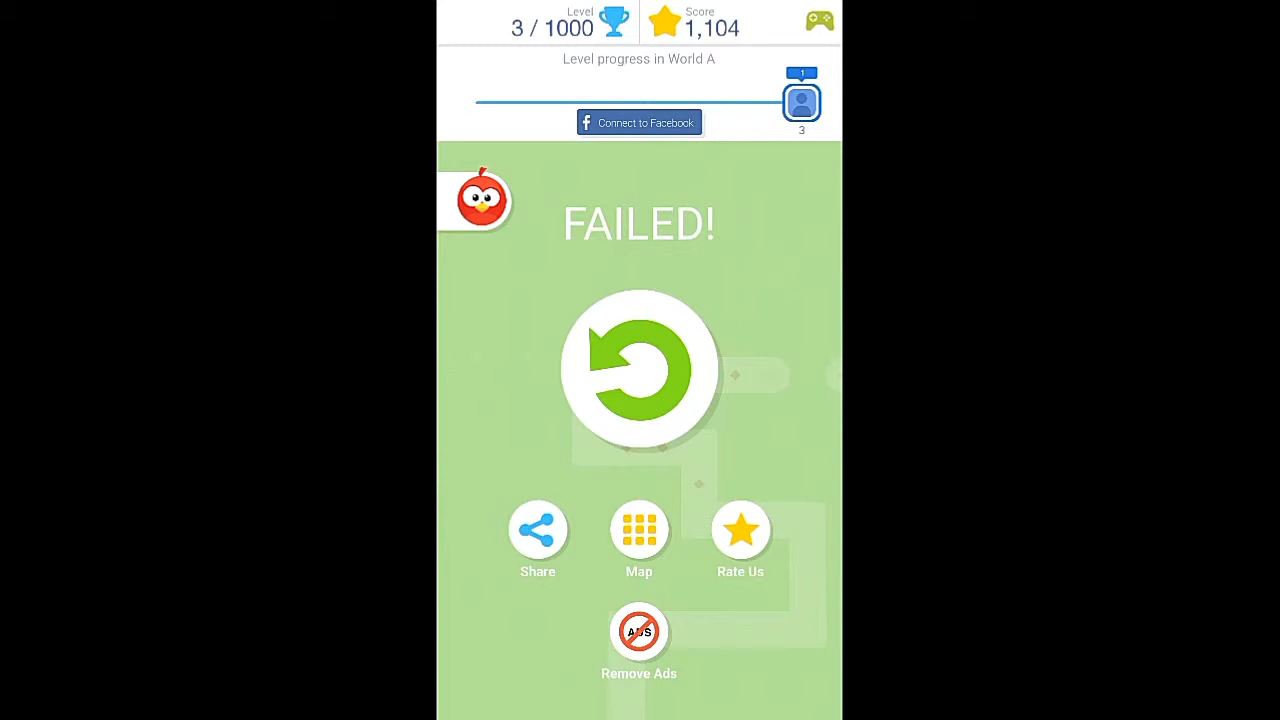 Level
3 / 1000
Score
1,104
Level progress in World A
1
Connect to Facebook
3
FAILED!
Share
Map
Rate Us
ADS
Remove Ads